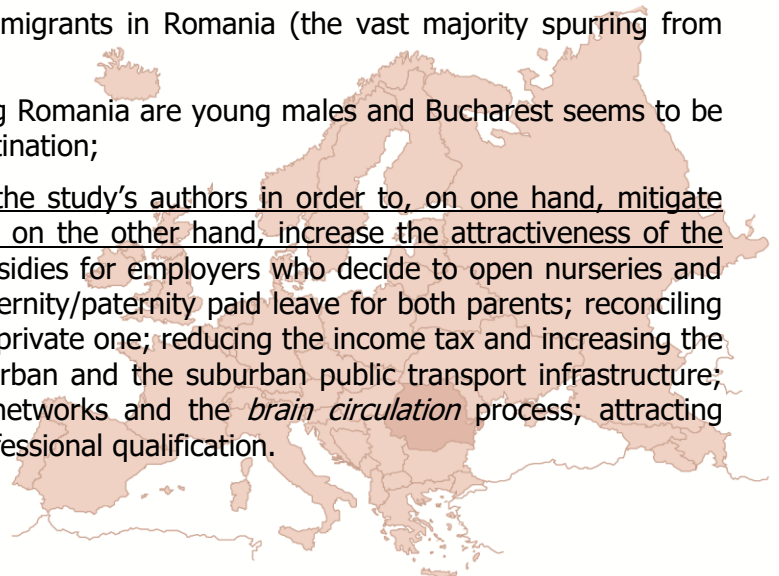 migrants in Romania (the vast majority spurring from
g Romania are young males and Bucharest seems to be
tination;
the study's authors in order to, on one hand, mitigate
on the other hand, increase the attractiveness of the
sidies for employers who decide to open nurseries and
ernity/paternity paid leave for both parents; reconciling
private one; reducing the income tax and increasing the
rban and the suburban public transport infrastructure;
networks and the brain circulation process; attracting
fessional qualification.